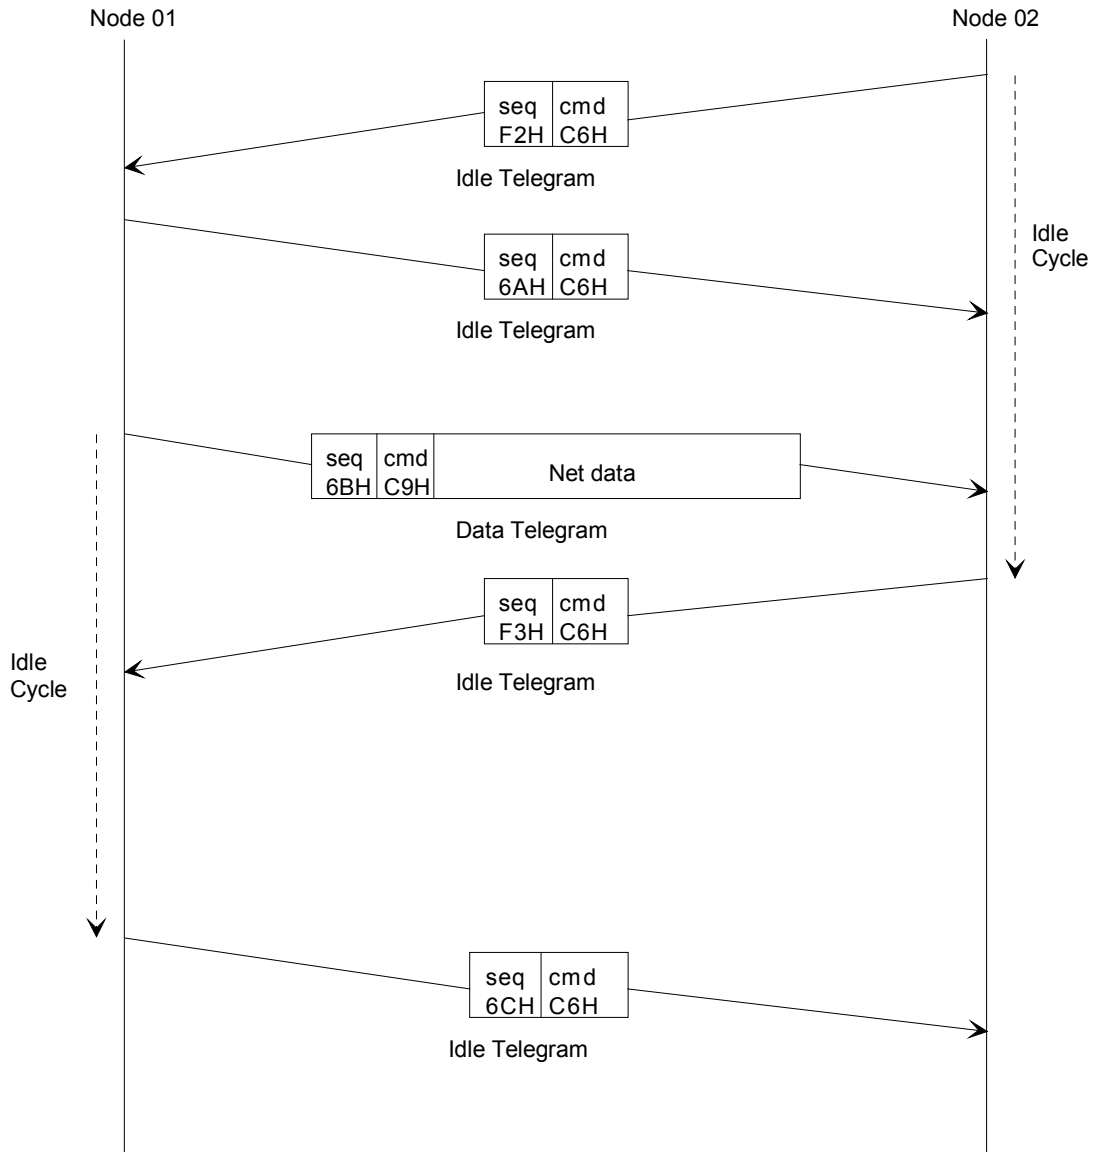 Node 01
Node 02
seq cmd
F2H C6H
Idle Telegram
seq cmd
6AH C6H
Idle Telegram
Idle
Cycle
seq cmd
6BH C9H
Net data
Data Telegram
seq cmd
F3H C6H
Idle Telegram
Idle
Cycle
seq cmd
6CH C6H
Idle Telegram